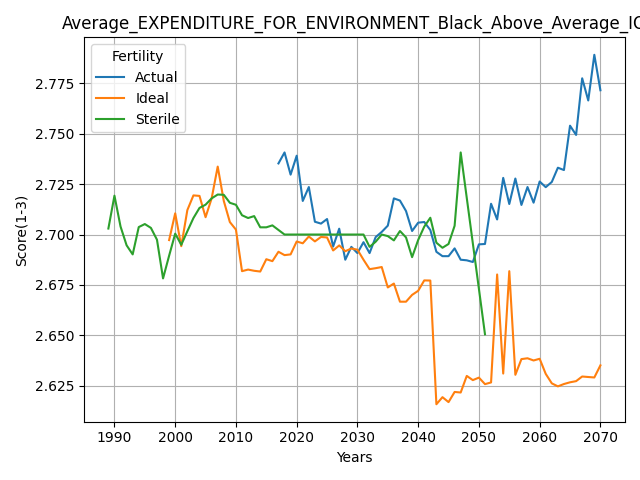 Average_EXPENDITURE_FOR_ENVIRONMENT_Black_Above_Average_IC
Fertility
Actual
Ideal
Sterile
Score(1-3)
2.775
2.750
2.725
2.700
2.675
2.650
2.625
1990 2000 2010 2020 2030 2040 2050 2060 2070
Years